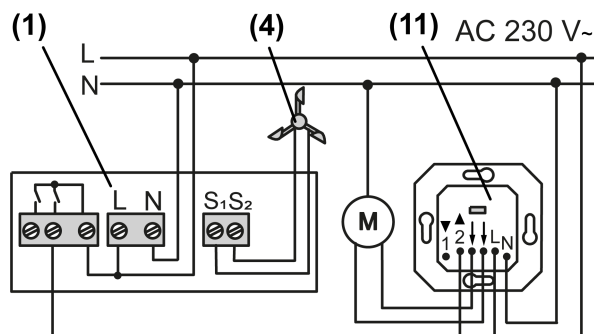 (1) (4) (11) AC 230 V~
L
N
L N S₁S₂
M
▼ ▲ ↓ ↓
1 2 L N